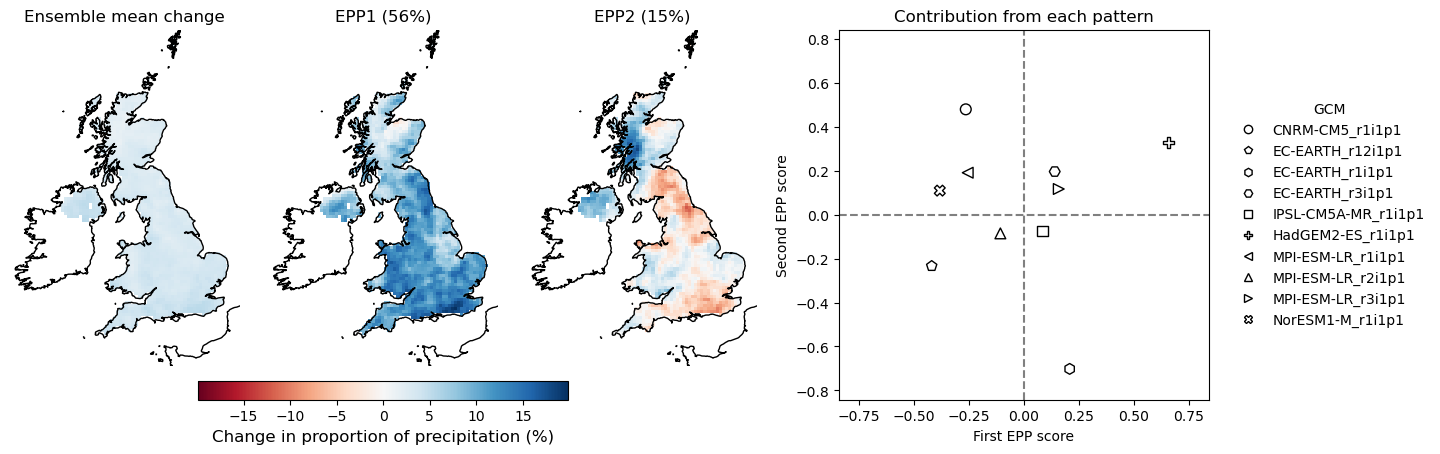 Ensemble mean change
EPP1 (56%)
EPP2 (15%)
Contribution from each pattern
0.8
0.6
0.4
0.2
0.0
−0.2
−0.4
−0.6
−0.8
Second EPP score
−0.75
−0.50
−0.25
0.00
0.25
0.50
0.75
First EPP score
GCM
CNRM-CM5_r1i1p1
EC-EARTH_r12i1p1
EC-EARTH_r1i1p1
EC-EARTH_r3i1p1
IPSL-CM5A-MR_r1i1p1
HadGEM2-ES_r1i1p1
MPI-ESM-LR_r1i1p1
MPI-ESM-LR_r2i1p1
MPI-ESM-LR_r3i1p1
NorESM1-M_r1i1p1
−15
−10
−5
0
5
10
15
Change in proportion of precipitation (%)